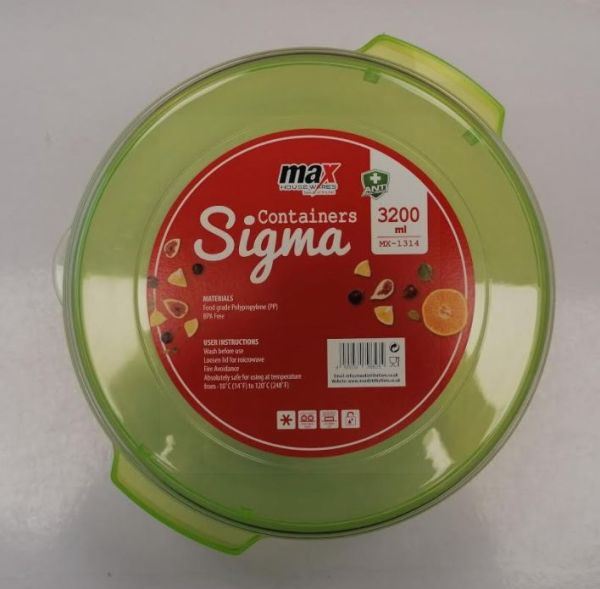 max
HOUSEWARES
ANTI
Containers
Sigma
3200
ml
MX-1314
MATERIALS
Food grade Polypropylene (PP)
BPA Free
USER INSTRUCTIONS
Wash before use
Loosen lid for microwave
Fire Avoidance
Absolutely safe for using at temperature
from -10°C (14°F) to 120°C (248°F)